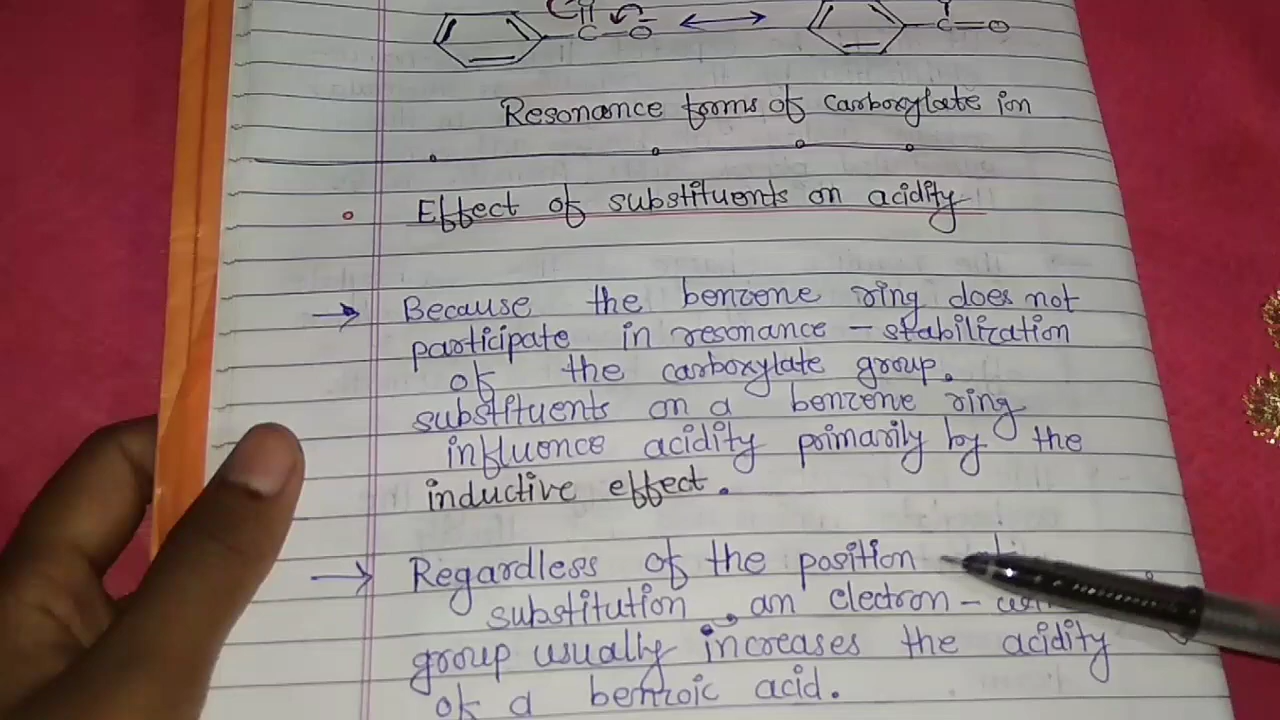 C – O ↔ C – O
Resonance forms of carboxylate ion
Effect of substituents on acidity
→ Because the benzene ring does not
participate in resonance – stabilization
of the carboxylate group.
substituents on a benzene ring
influence acidity primarily by the
inductive effect.
→ Regardless of the position
substitution, an electron –
group usually increases the acidity
of a benzoic acid.